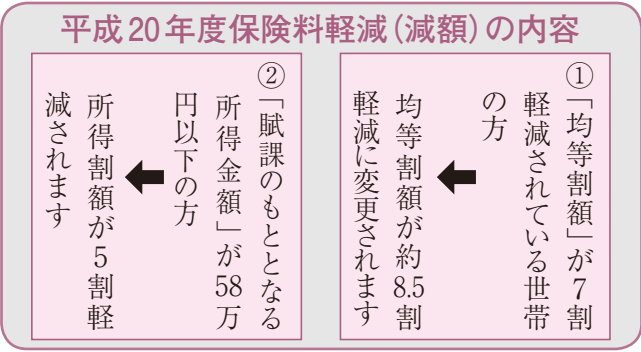 平成20年度保険料軽減(減額)の内容
①「均等割額」が7割
軽減されている世帯
の方
均等割額が約8.5割
軽減に変更されます
②「賦課のもととなる
所得金額」が58万
円以下の方
所得割額が5割軽
減されます